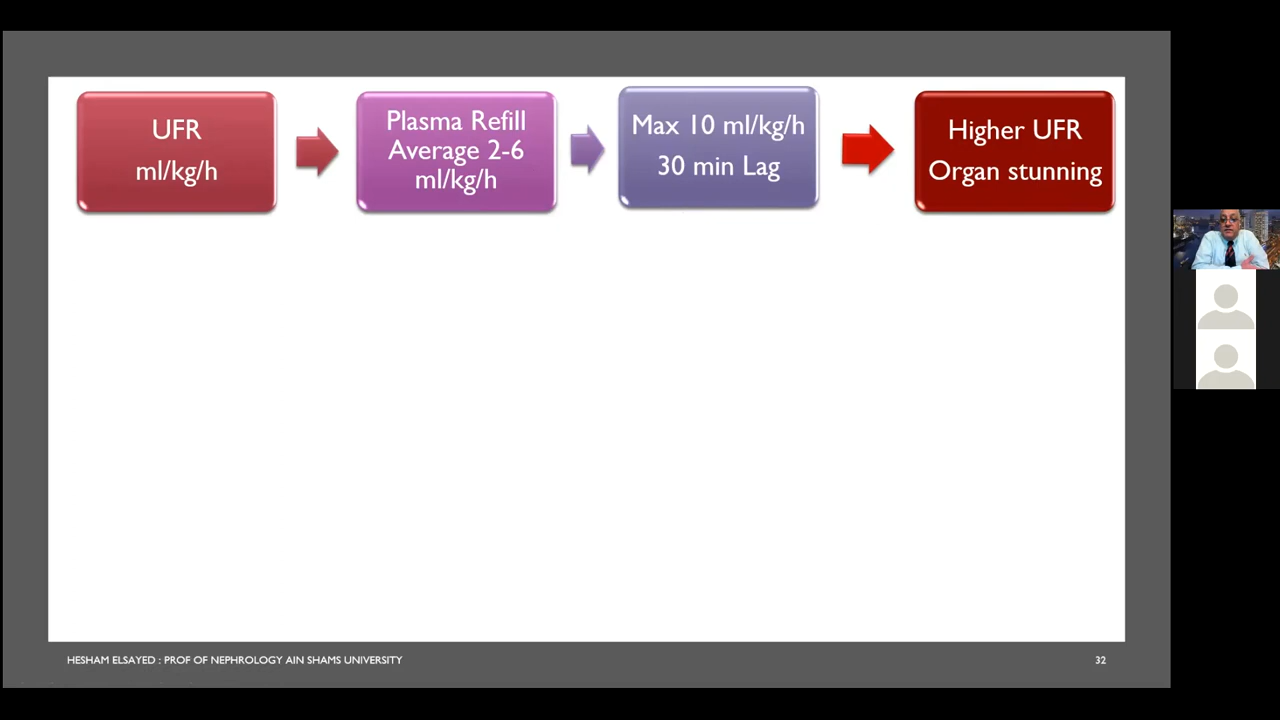 UFR
ml/kg/h
Plasma Refill
Average 2-6
ml/kg/h
Max 10 ml/kg/h
30 min Lag
Higher UFR
Organ stunning
HESHAM ELSAYED : PROF OF NEPHROLOGY AIN SHAMS UNIVERSITY
32